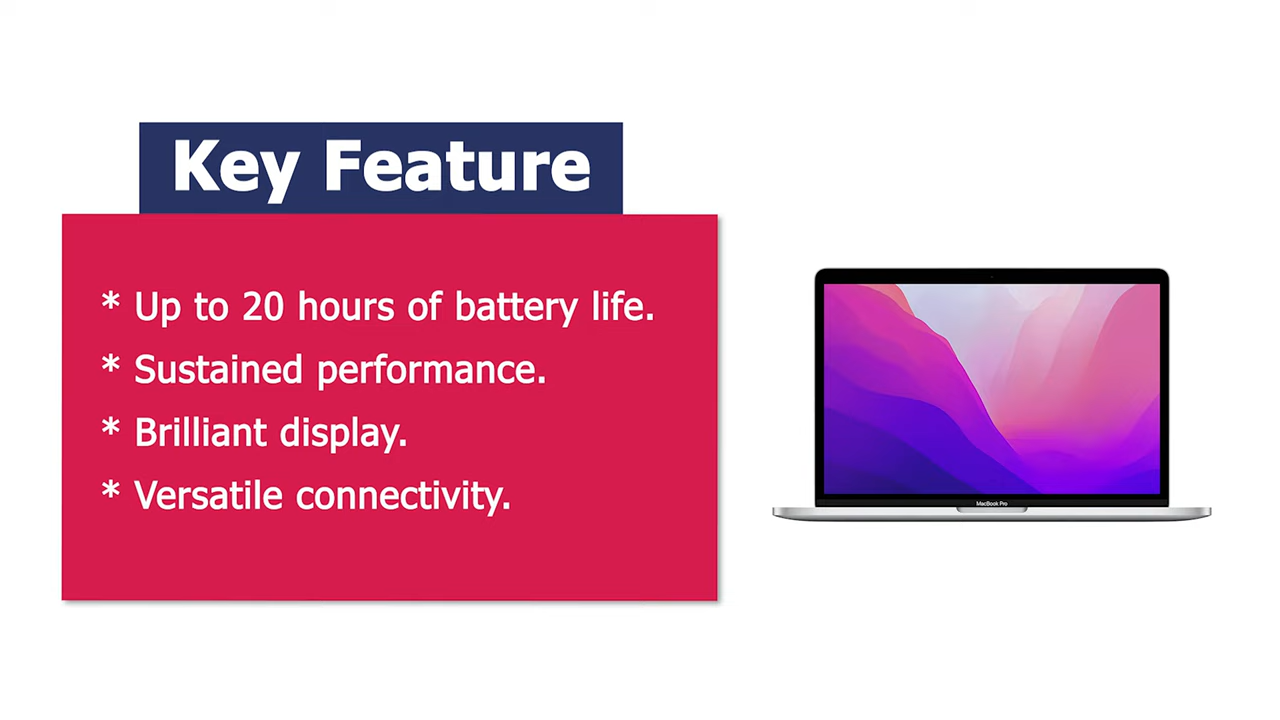 Key Feature
* Up to 20 hours of battery life.
* Sustained performance.
* Brilliant display.
* Versatile connectivity.
MacBook Pro